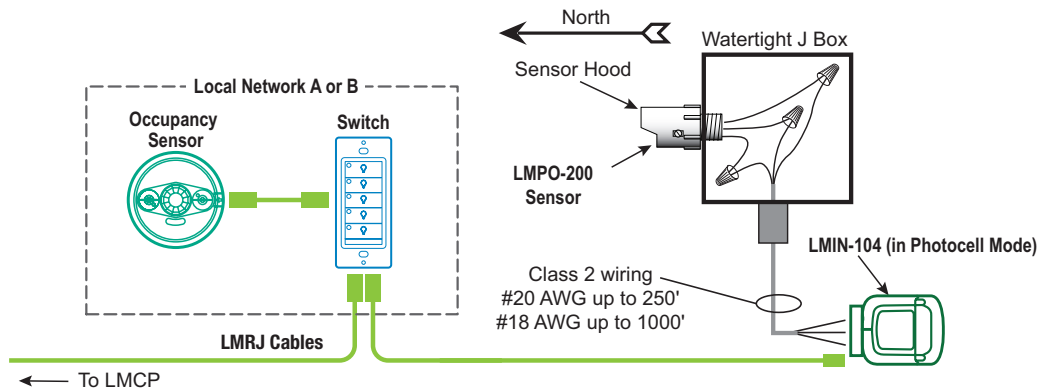 North
Watertight J Box
Sensor Hood
Local Network A or B
Occupancy
Sensor
Switch
LMPO-200
Sensor
LMIN-104 (in Photocell Mode)
Class 2 wiring
#20 AWG up to 250'
#18 AWG up to 1000'
LMRJ Cables
To LMCP